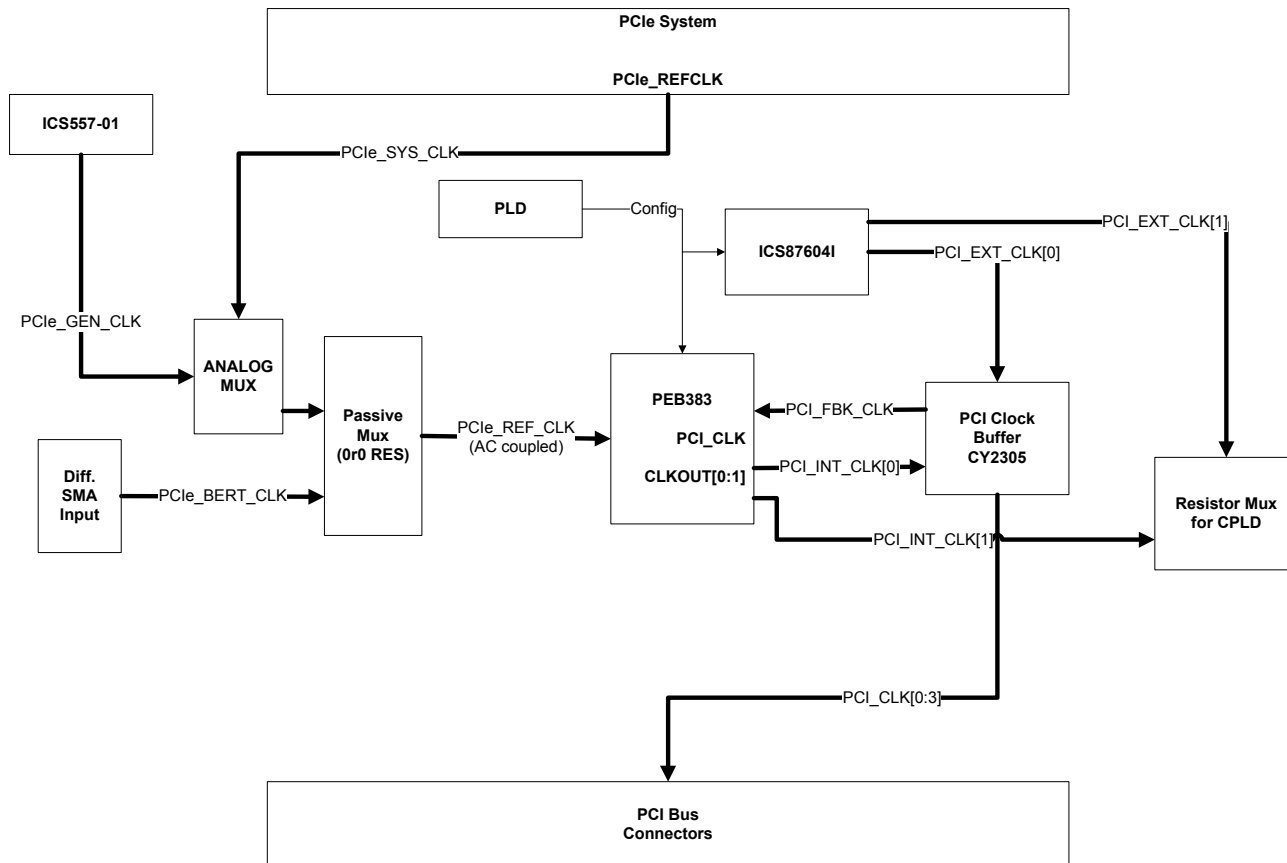 PCIe System
PCIe_REFCLK
ICS557-01
PCIe_SYS_CLK
PLD
Config
ICS87604I
PCI_EXT_CLK[1]
PCI_EXT_CLK[0]
PCIe_GEN_CLK
ANALOG
MUX
Passive
Mux
(0r0 RES)
PCIe_REF_CLK
(AC coupled)
PEB383
PCI_CLK
CLKOUT[0:1]
PCI_FBK_CLK
PCI_INT_CLK[0]
PCI Clock
Buffer
CY2305
Diff.
SMA
Input
PCIe_BERT_CLK
PCI_INT_CLK[1]
Resistor Mux
for CPLD
PCI_CLK[0:3]
PCI Bus
Connectors